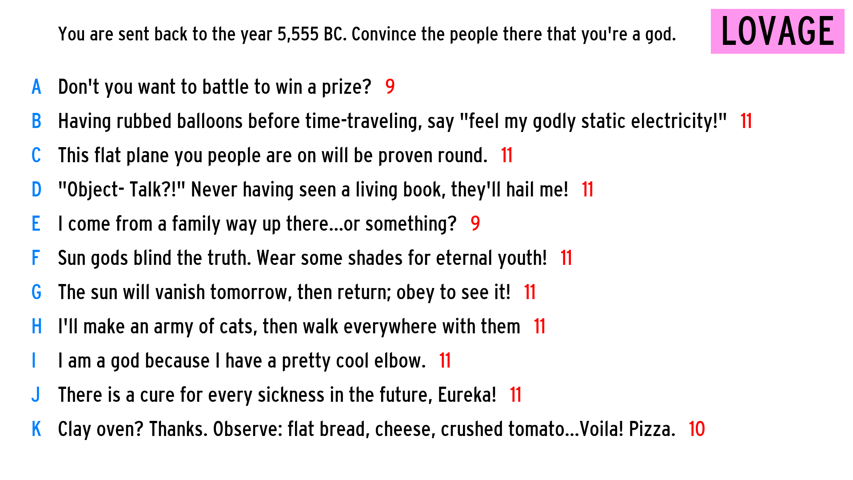 You are sent back to the year 5,555 BC. Convince the people there that you're a god.
LOVAGE
A Don't you want to battle to win a prize? 9
B Having rubbed balloons before time-traveling, say "feel my godly static electricity!" 11
C This flat plane you people are on will be proven round. 11
D "Object- Talk?!" Never having seen a living book, they'll hail me! 11
E I come from a family way up there...or something? 9
F Sun gods blind the truth. Wear some shades for eternal youth! 11
G The sun will vanish tomorrow, then return; obey to see it! 11
H I'll make an army of cats, then walk everywhere with them 11
I I am a god because I have a pretty cool elbow. 11
J There is a cure for every sickness in the future, Eureka! 11
K Clay oven? Thanks. Observe: flat bread, cheese, crushed tomato...Voila! Pizza. 10